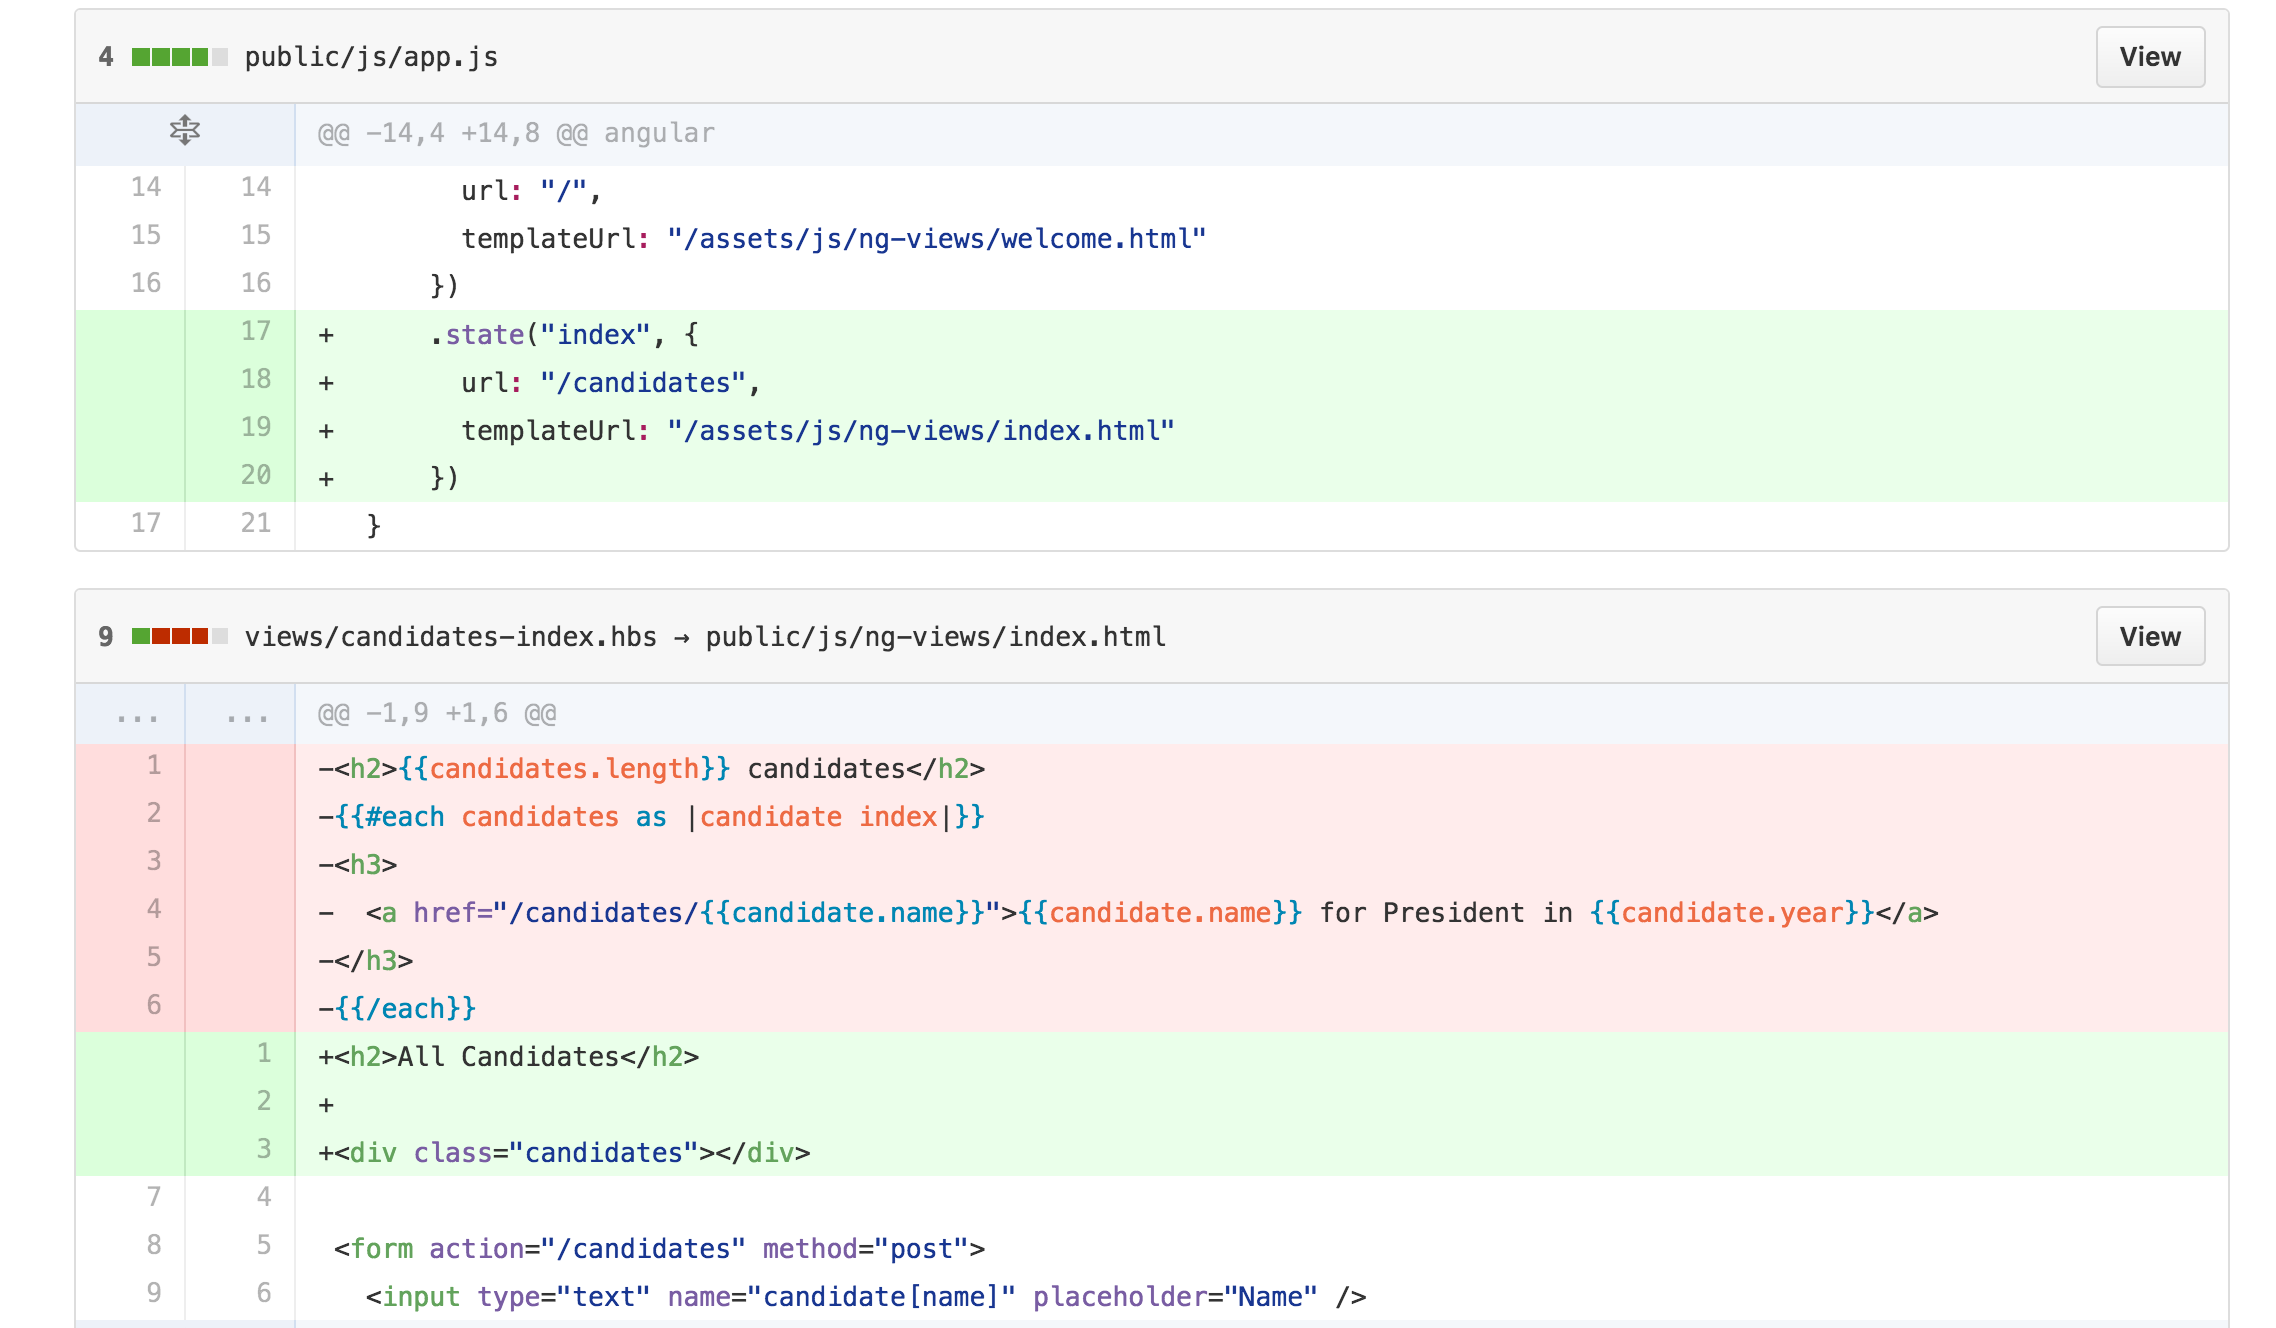 4 public/js/app.js View
@@ -14,4 +14,8 @@ angular
14 14         url: "/",
15 15         templateUrl: "/assets/js/ng-views/welcome.html"
16 16       })
17 +      .state("index", {
18 +        url: "/candidates",
19 +        templateUrl: "/assets/js/ng-views/index.html"
20 +      })
17 21   }
9 views/candidates-index.hbs → public/js/ng-views/index.html View
... ... @@ -1,9 +1,6 @@
1 -<h2>{{candidates.length}} candidates</h2>
2 -{{#each candidates as |candidate index|}}
3 -<h3>
4 -  <a href="/candidates/{{candidate.name}}">{{candidate.name}} for President in {{candidate.year}}</a>
5 -</h3>
6 -{{/each}}
1 +<h2>All Candidates</h2>
2 +
3 +<div class="candidates"></div>
7 4
8 5 <form action="/candidates" method="post">
9 6   <input type="text" name="candidate[name]" placeholder="Name" />